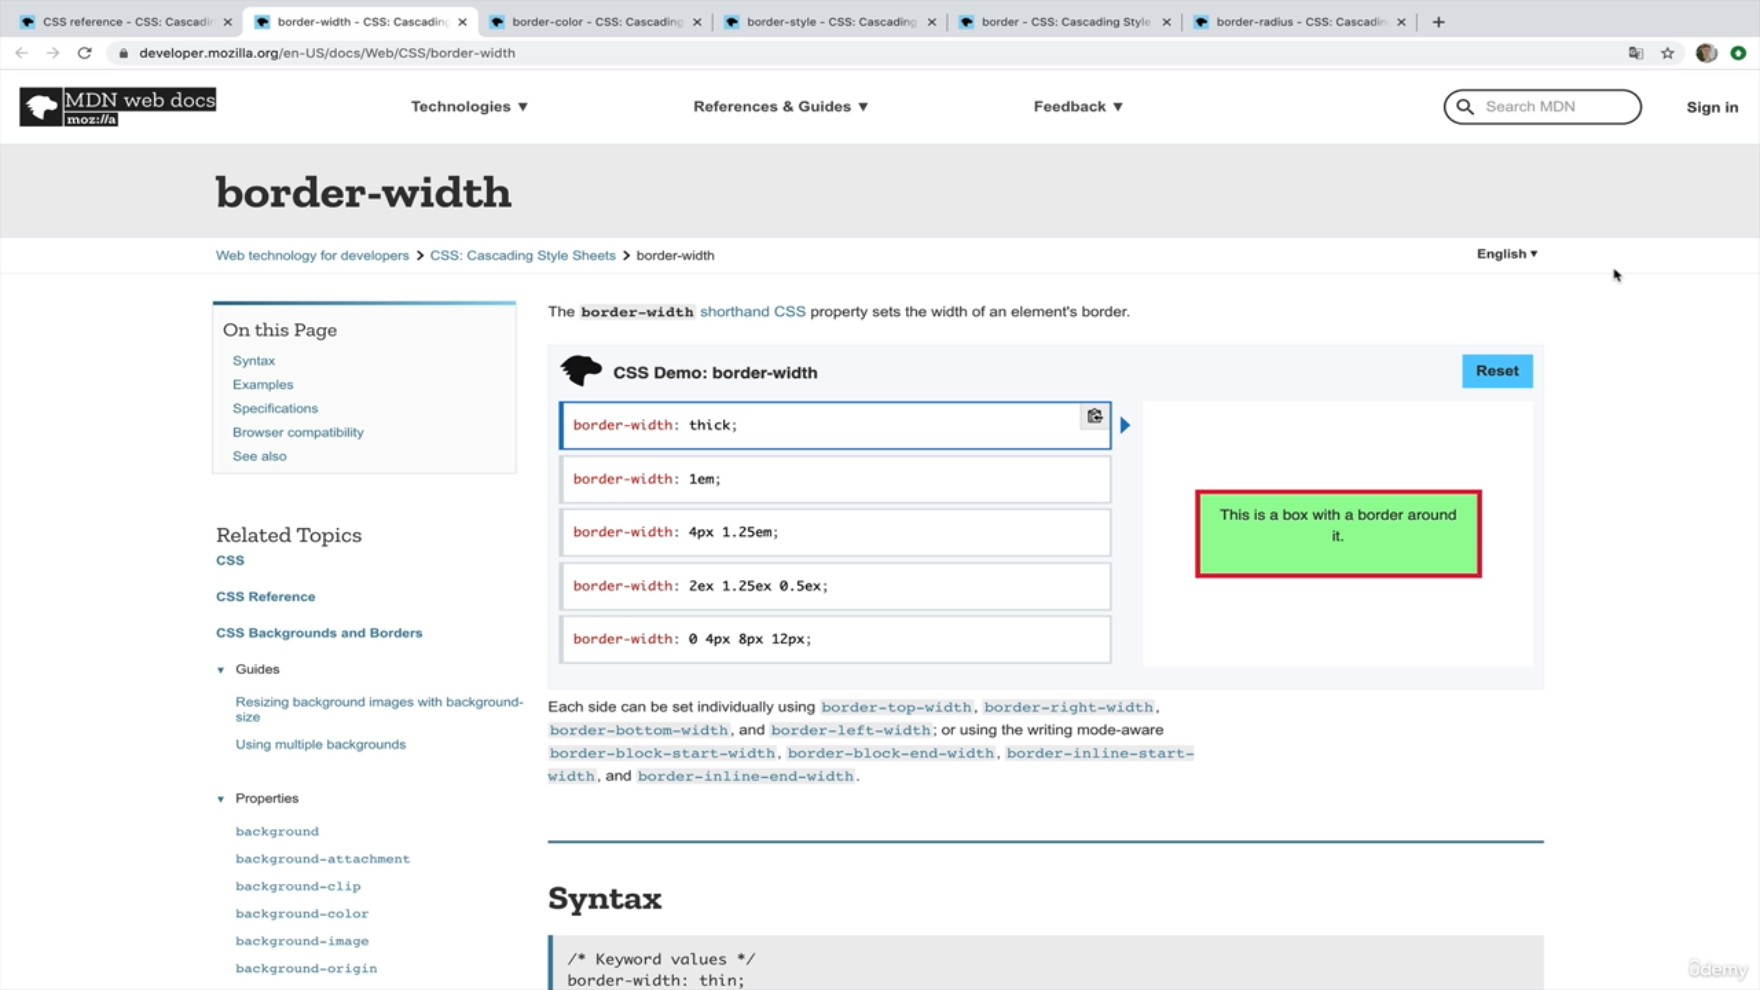 CSS reference - CSS: Cascadin
border-width - CSS: Cascading
border-color - CSS: Cascading
border-style - CSS: Cascading
border - CSS: Cascading Style
border-radius - CSS: Cascadin
developer.mozilla.org/en-US/docs/Web/CSS/border-width
MDN web docs
moz://a
Technologies ▼
References & Guides ▼
Feedback ▼
Search MDN
Sign in
border-width
Web technology for developers > CSS: Cascading Style Sheets > border-width
English ▼
On this Page
Syntax
Examples
Specifications
Browser compatibility
See also
Related Topics
CSS
CSS Reference
CSS Backgrounds and Borders
▼ Guides
Resizing background images with background-
size
Using multiple backgrounds
▼ Properties
background
background-attachment
background-clip
background-color
background-image
background-origin
The border-width shorthand CSS property sets the width of an element's border.
CSS Demo: border-width
Reset
border-width: thick;
border-width: 1em;
border-width: 4px 1.25em;
border-width: 2ex 1.25ex 0.5ex;
border-width: 0 4px 8px 12px;
This is a box with a border around
it.
Each side can be set individually using border-top-width, border-right-width,
border-bottom-width, and border-left-width; or using the writing mode-aware
border-block-start-width, border-block-end-width, border-inline-start-
width, and border-inline-end-width.
Syntax
/* Keyword values */
border-width: thin;
ûdemy